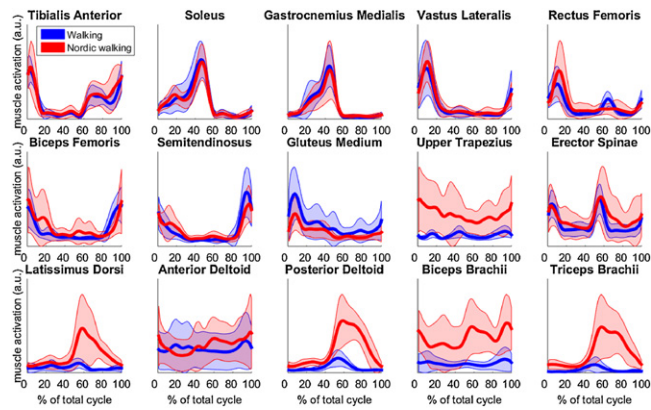 Tibialis Anterior
Soleus
Gastrocnemius Medialis
Vastus Lateralis
Rectus Femoris
Walking
Nordic walking
muscle activation (a.u.)
0 20 40 60 80 100
20 40 60 80 100
0 20 40 60 80 100
0 20 40 60 80 100
0 20 40 60 80 100
Biceps Femoris
Semitendinosus
Gluteus Medium
Upper Trapezius
Erector Spinae
muscle activation (a.u.)
0 20 40 60 80 100
20 40 60 80 100
0 20 40 60 80 100
0 20 40 60 80 100
0 20 40 60 80 100
Latissimus Dorsi
Anterior Deltoid
Posterior Deltoid
Biceps Brachii
Triceps Brachii
muscle activation (a.u.)
0 20 40 60 80 100
20 40 60 80 100
0 20 40 60 80 100
0 20 40 60 80 100
0 20 40 60 80 100
% of total cycle
% of total cycle
% of total cycle
% of total cycle
% of total cycle